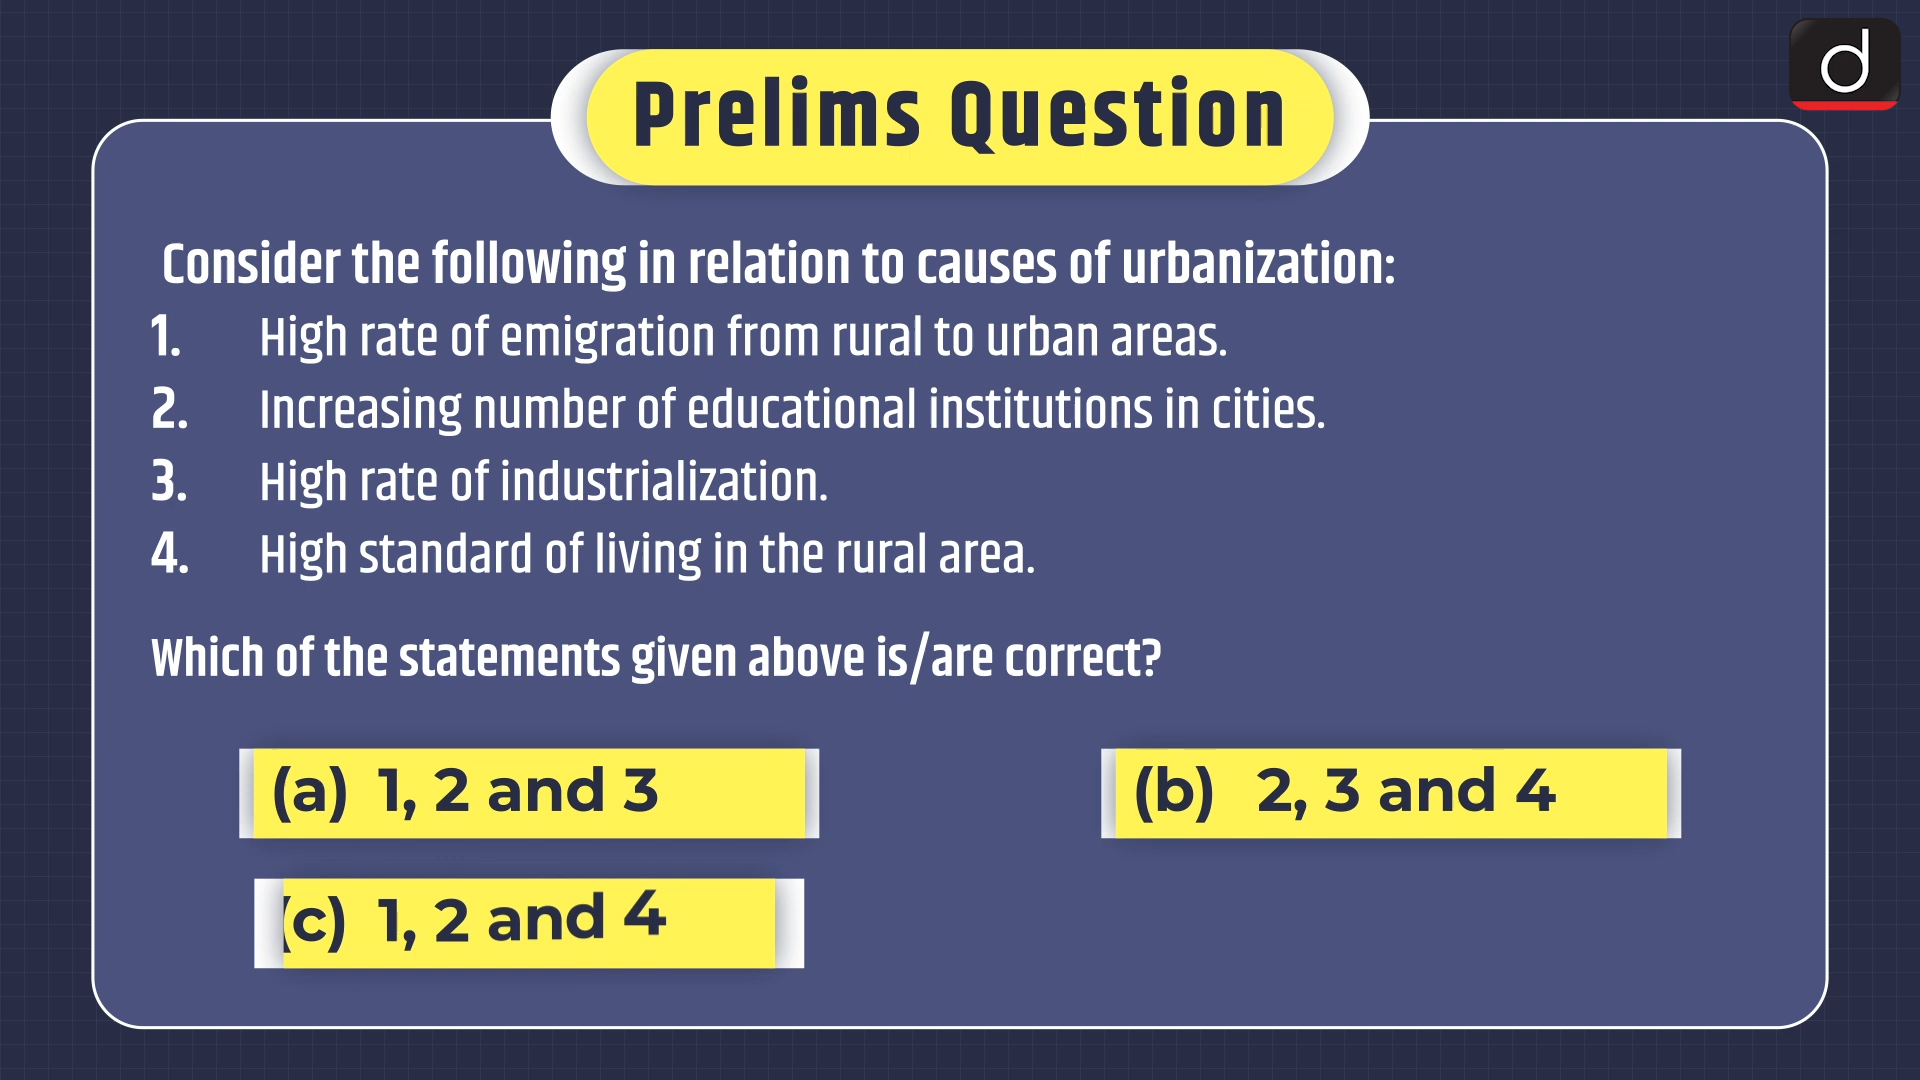 Prelims Question
Consider the following in relation to causes of urbanization:
1. High rate of emigration from rural to urban areas.
2. Increasing number of educational institutions in cities.
3. High rate of industrialization.
4. High standard of living in the rural area.
Which of the statements given above is/are correct?
(a) 1, 2 and 3
(b) 2, 3 and 4
(c) 1, 2 and 4